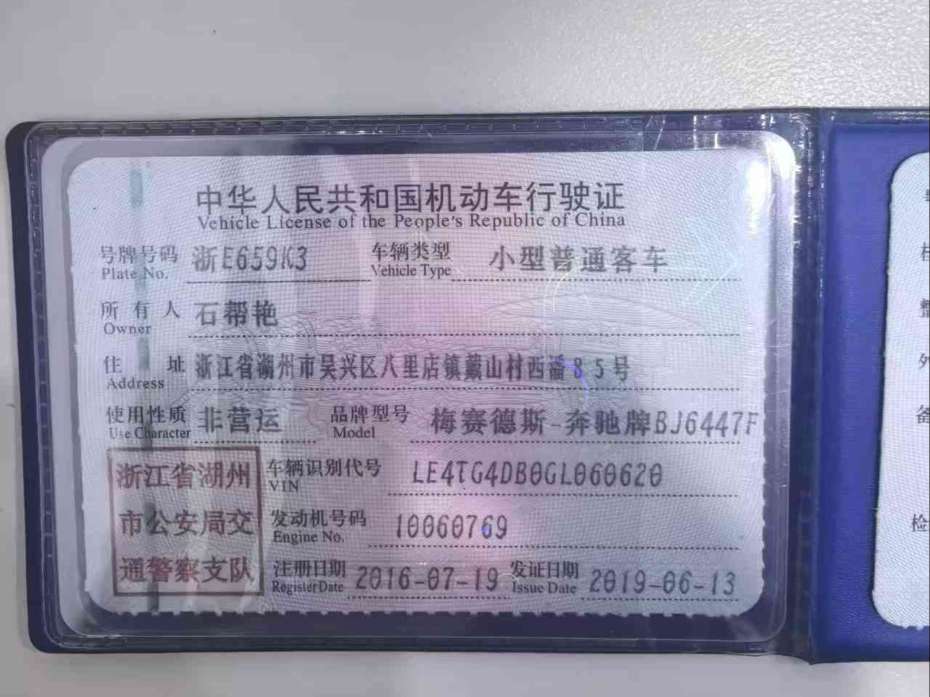 中华人民共和国机动车行驶证
Vehicle License of the People's Republic of China
号牌号码 浙E659K3 车辆类型 小型普通客车
Plate No. Vehicle Type
所有人 石帮艳
Owner
住址 浙江省湖州市吴兴区八里店镇戴山村西潘85号
Address
使用性质 非营运 品牌型号 梅赛德斯-奔驰牌BJ6447F
Use Character Model
浙江省湖州
市公安局交
通警察支队
车辆识别代号 LE4TG4DB0GL060620
VIN
发动机号码 10060769
Engine No.
注册日期 2016-07-19 发证日期 2019-06-13
Register Date Issue Date
检